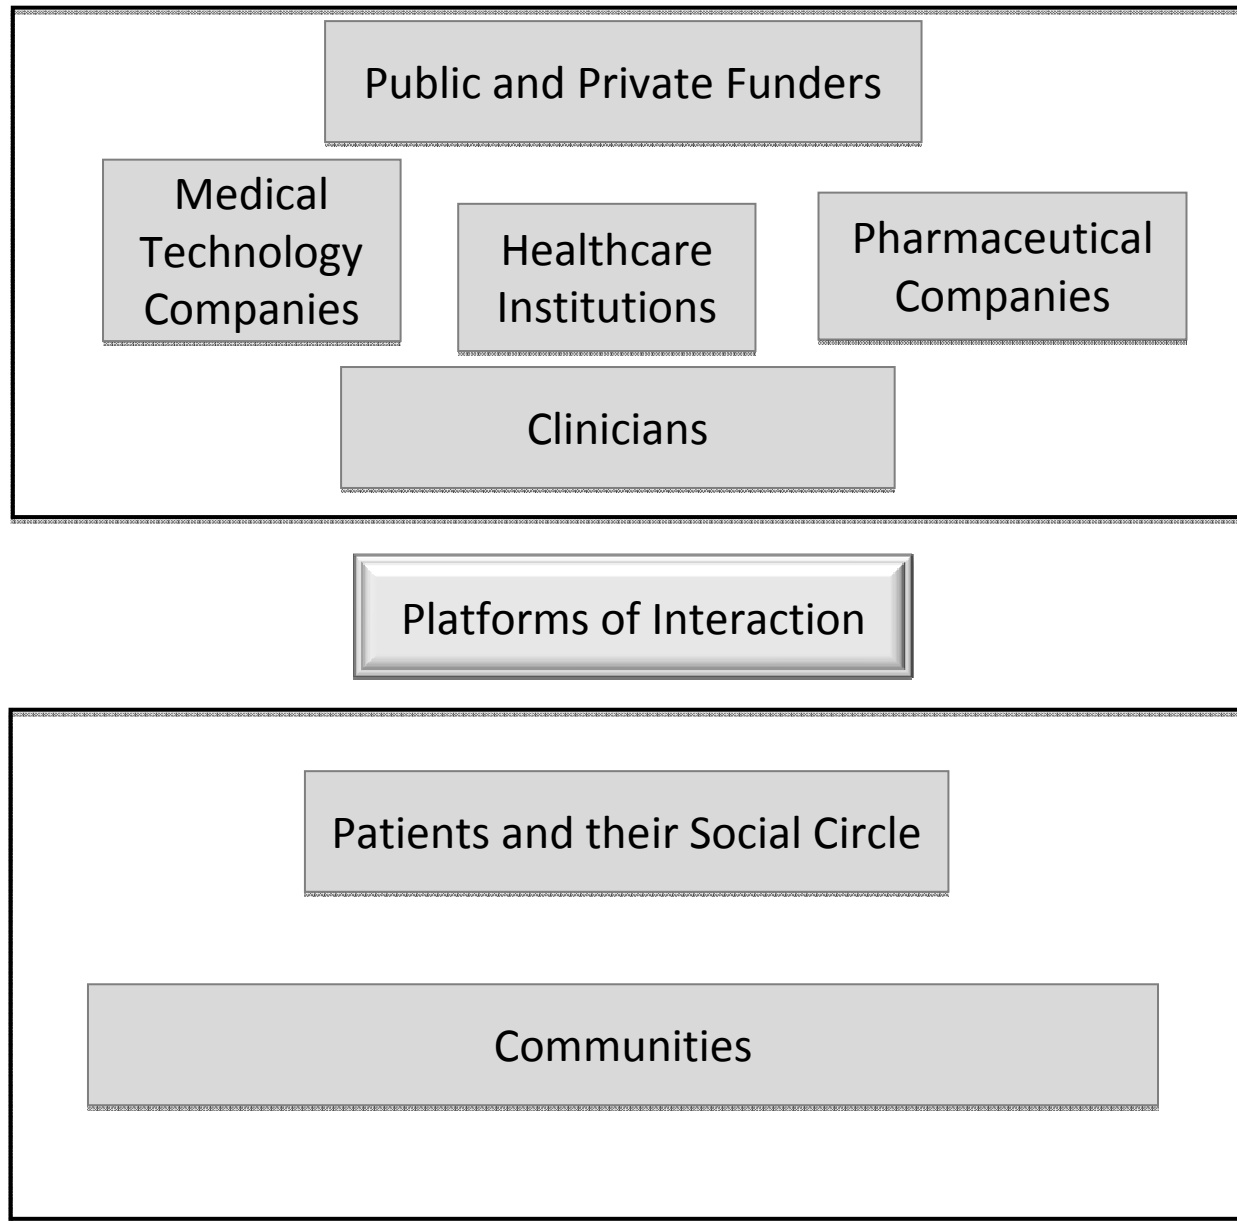 Public and Private Funders
Medical
Technology
Companies
Healthcare
Institutions
Pharmaceutical
Companies
Clinicians
Platforms of Interaction
Patients and their Social Circle
Communities